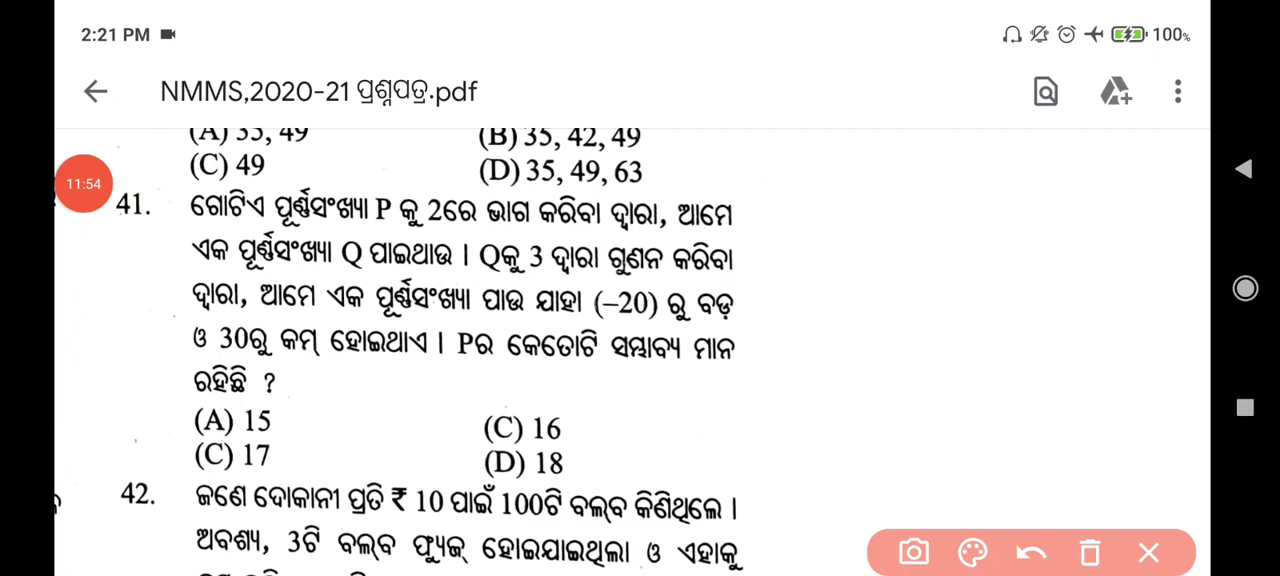 2:21 PM
100%
NMMS,2020-21 ପ୍ରଶ୍ନପତ୍ର.pdf
(A) 35, 49 (B) 35, 42, 49
(C) 49 (D) 35, 49, 63
11:54
41. ଗୋଟିଏ ପୂର୍ଣ୍ଣସଂଖ୍ୟା P କୁ 2ରେ ଭାଗ କରିବା ଦ୍ୱାରା, ଆମେ
ଏକ ପୂର୍ଣ୍ଣସଂଖ୍ୟା Q ପାଇଥାଉ । Qକୁ 3 ଦ୍ୱାରା ଗୁଣନ କରିବା
ଦ୍ୱାରା, ଆମେ ଏକ ପୂର୍ଣ୍ଣସଂଖ୍ୟା ପାଉ ଯାହା (–20) ରୁ ବଡ଼
ଓ 30ରୁ କମ୍ ହୋଇଥାଏ । Pର କେତୋଟି ସମ୍ଭାବ୍ୟ ମାନ
ରହିଛି ?
(A) 15 (C) 16
(C) 17 (D) 18
42. ଜଣେ ଦୋକାନୀ ପ୍ରତି ₹ 10 ପାଇଁ 100ଟି ବଲ୍‌ବ କିଣିଥିଲେ ।
ଅବଶ୍ୟ, 3ଟି ବଲ୍‌ବ ଫ୍ୟୁଜ୍ ହୋଇଯାଇଥିଲା ଓ ଏହାକୁ